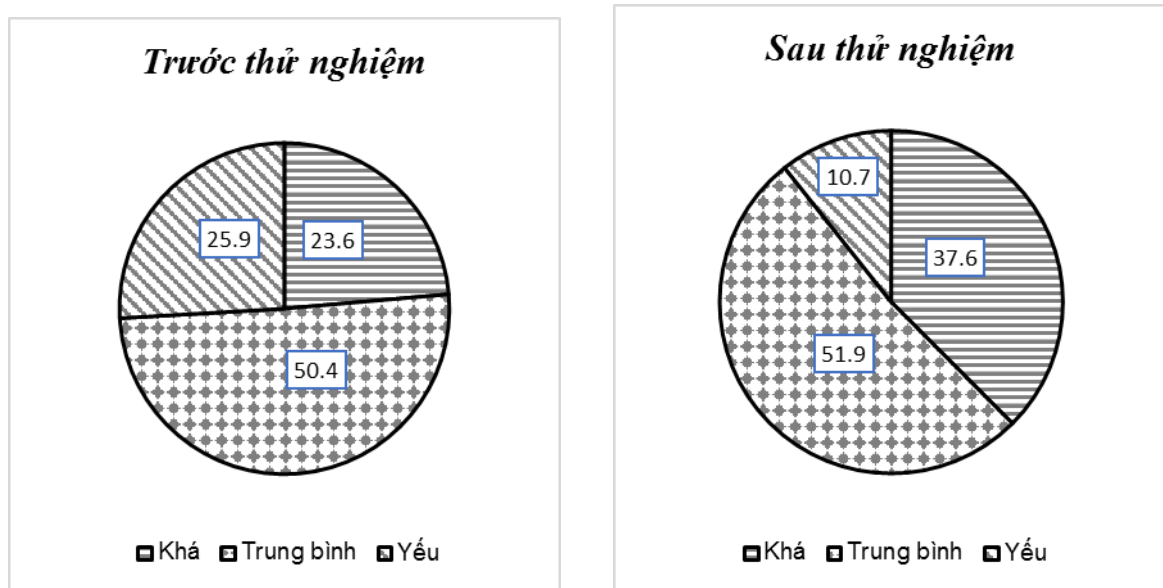 Trước thử nghiệm
25.9
23.6
50.4
Khá Trung bình Yếu
Sau thử nghiệm
10.7
37.6
51.9
Khá Trung bình Yếu